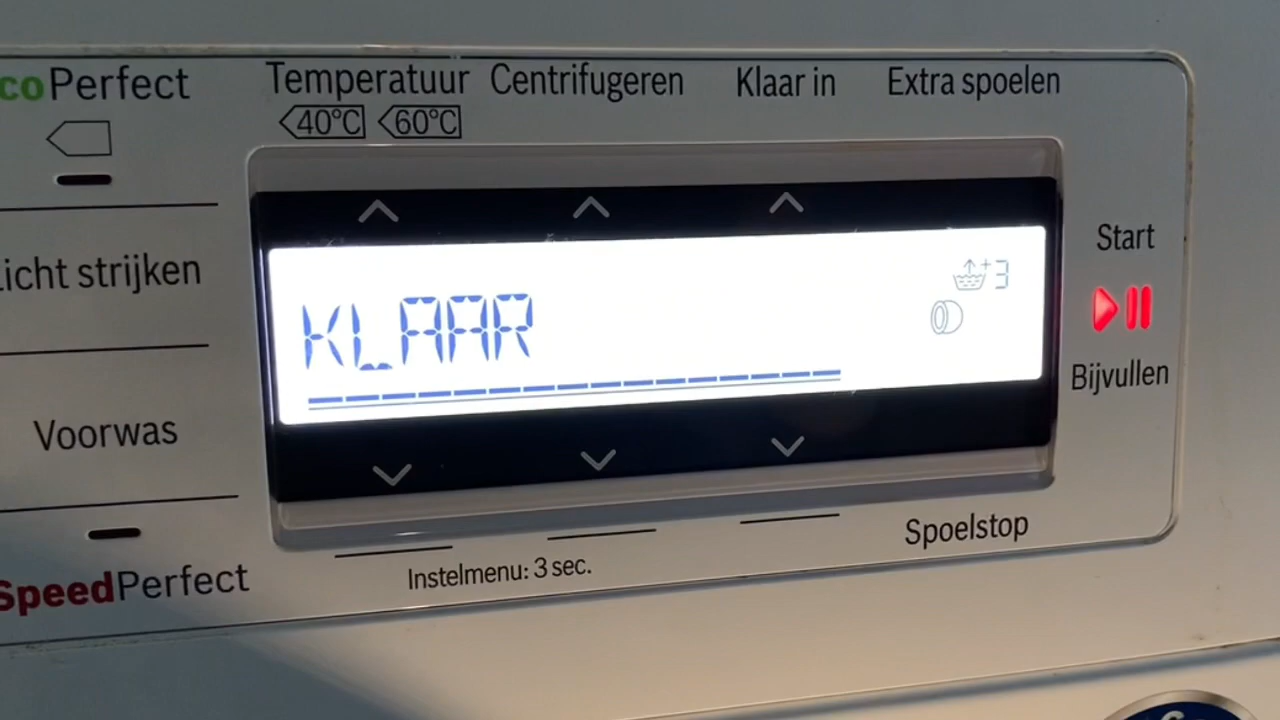 coPerfect
Temperatuur
Centrifugeren
Klaar in
Extra spoelen
40°C
60°C
Licht strijken
Voorwas
SpeedPerfect
KLAAR
+3
Start
Bijvullen
Spoelstop
Instelmenu: 3 sec.